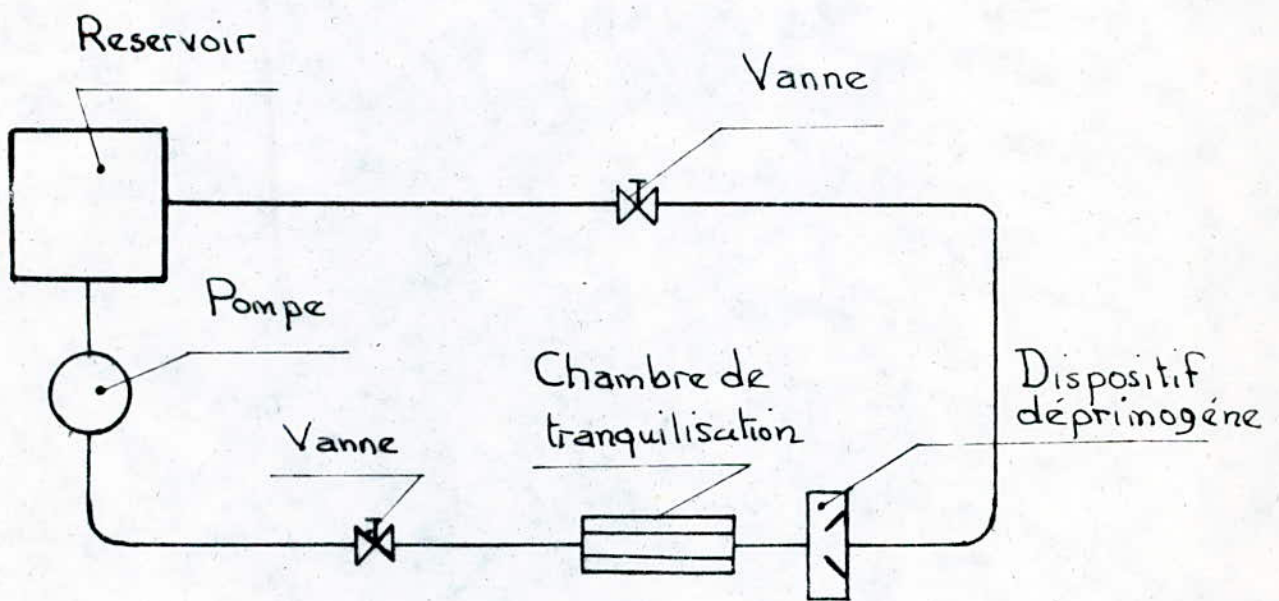 Reservoir
Vanne
Pompe
Chambre de
tranquilisation
Dispositif
déprimogéne
Vanne